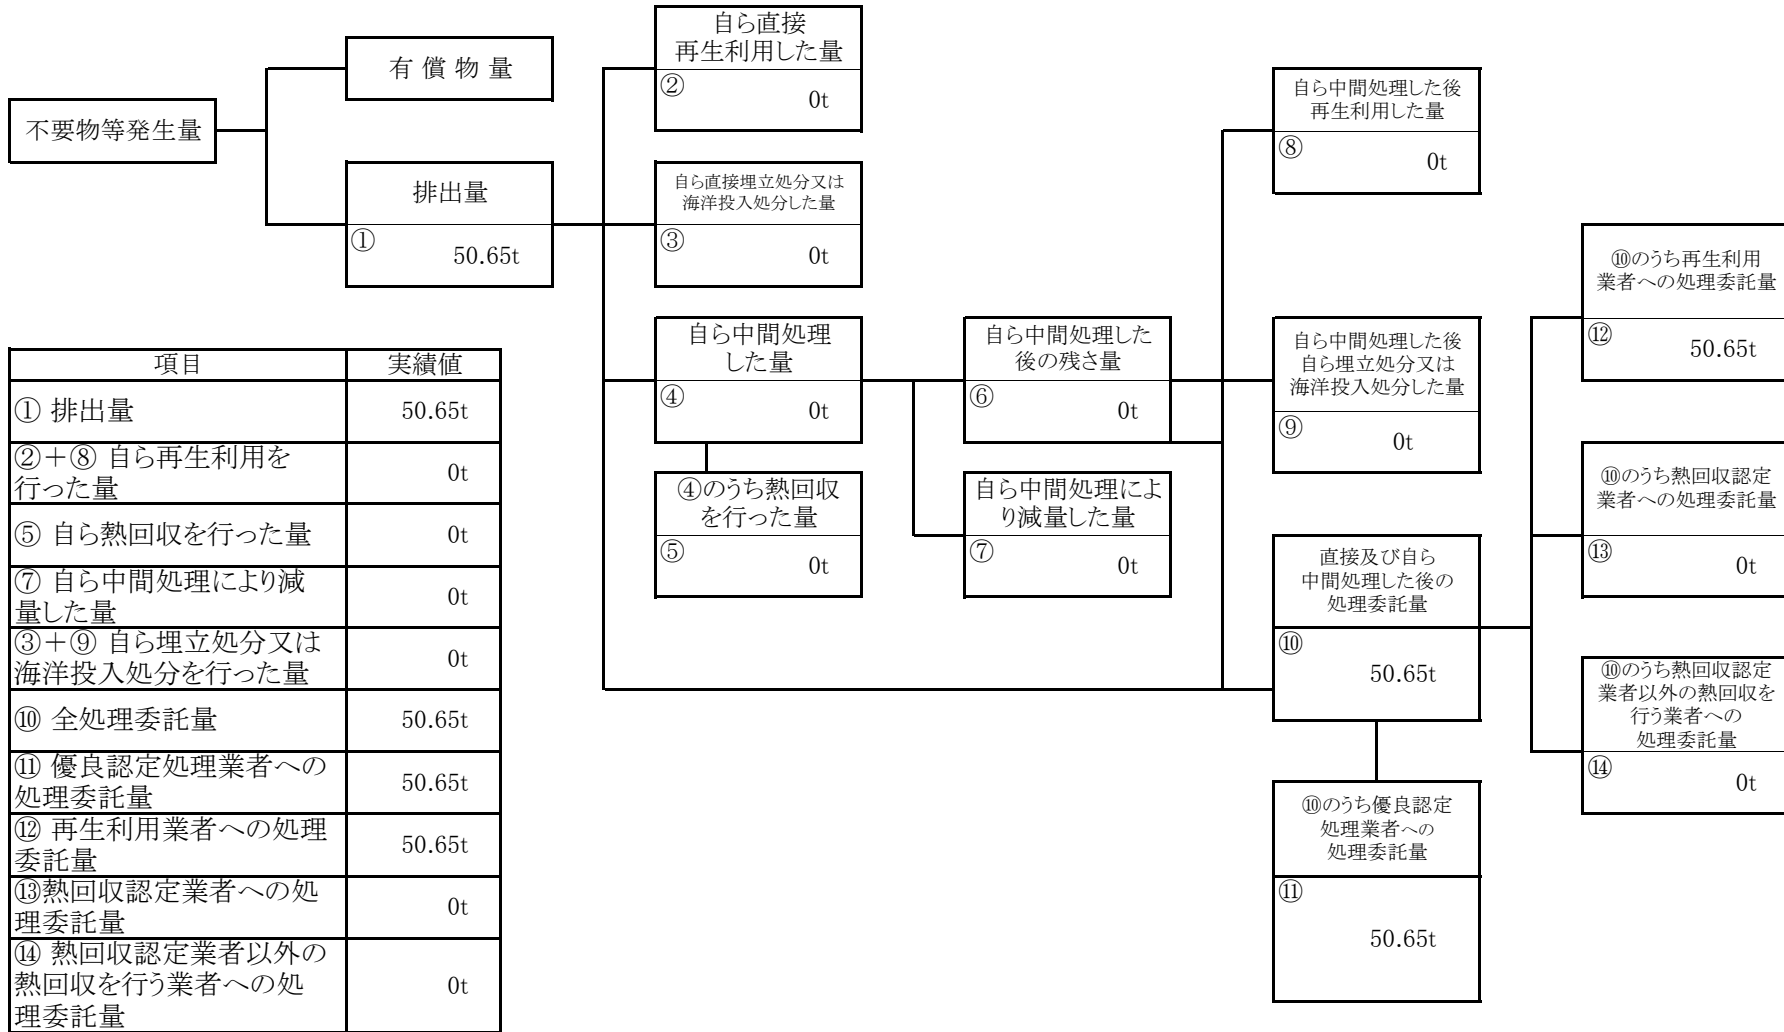 不要物等発生量
有 償 物 量
排出量
①
50.65t
自ら直接
再生利用した量
②
0t
自ら直接埋立処分又は
海洋投入処分した量
③
0t
自ら中間処理
した量
④
0t
④のうち熱回収
を行った量
⑤
0t
自ら中間処理した
後の残さ量
⑥
0t
自ら中間処理によ
り減量した量
⑦
0t
自ら中間処理した後
再生利用した量
⑧
0t
自ら中間処理した後
自ら埋立処分又は
海洋投入処分した量
⑨
0t
直接及び自ら
中間処理した後の
処理委託量
⑩
50.65t
⑩のうち優良認定
処理業者への
処理委託量
⑪
50.65t
⑩のうち再生利用
業者への処理委託量
⑫
50.65t
⑩のうち熱回収認定
業者への処理委託量
⑬
0t
⑩のうち熱回収認定
業者以外の熱回収を
行う業者への
処理委託量
⑭
0t
項目 実績値
① 排出量 50.65t
②＋⑧ 自ら再生利用を
行った量 0t
⑤ 自ら熱回収を行った量 0t
⑦ 自ら中間処理により減
量した量 0t
③＋⑨ 自ら埋立処分又は
海洋投入処分を行った量 0t
⑩ 全処理委託量 50.65t
⑪ 優良認定処理業者への
処理委託量 50.65t
⑫ 再生利用業者への処理
委託量 50.65t
⑬熱回収認定業者への処
理委託量 0t
⑭ 熱回収認定業者以外の
熱回収を行う業者への処
理委託量 0t